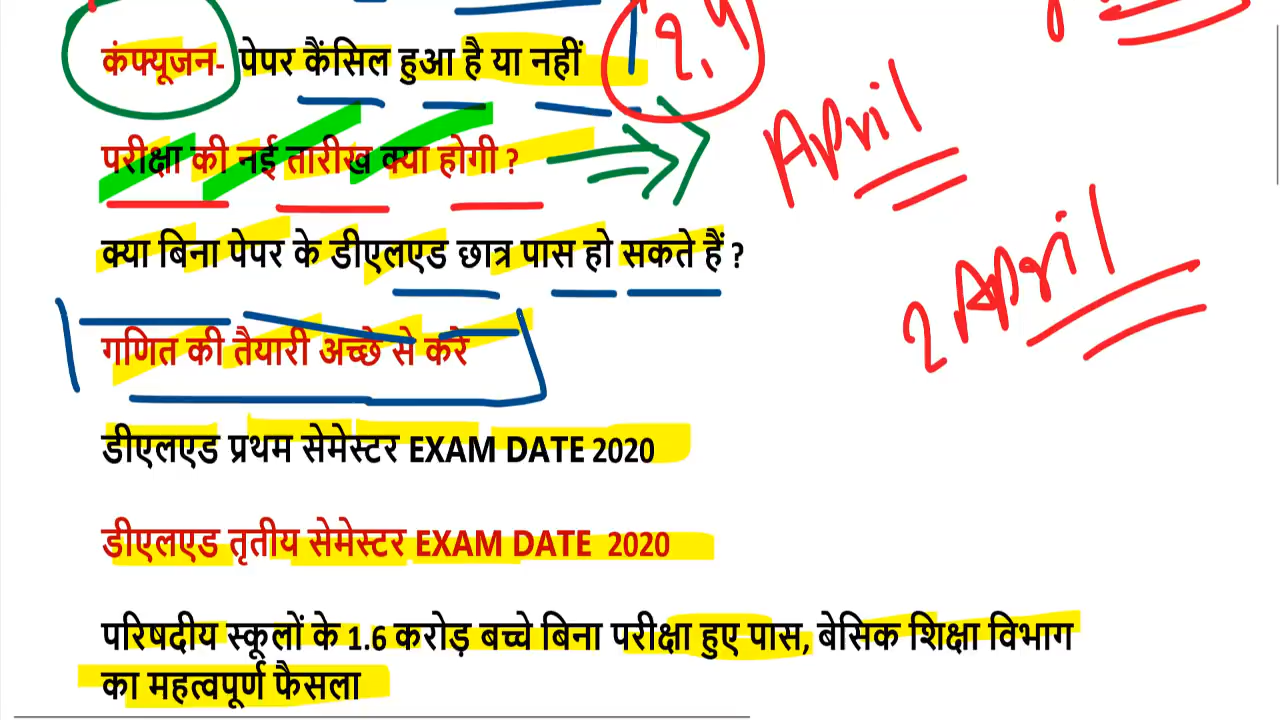 कंफ्यूजन- पेपर कैंसिल हुआ है या नहीं
परीक्षा की नई तारीख क्या होगी ?
April
क्या बिना पेपर के डीएलएड छात्र पास हो सकते हैं ?
2 April
गणित की तैयारी अच्छे से करे
डीएलएड प्रथम सेमेस्टर EXAM DATE 2020
डीएलएड तृतीय सेमेस्टर EXAM DATE 2020
परिषदीय स्कूलों के 1.6 करोड़ बच्चे बिना परीक्षा हुए पास, बेसिक शिक्षा विभाग
का महत्वपूर्ण फैसला